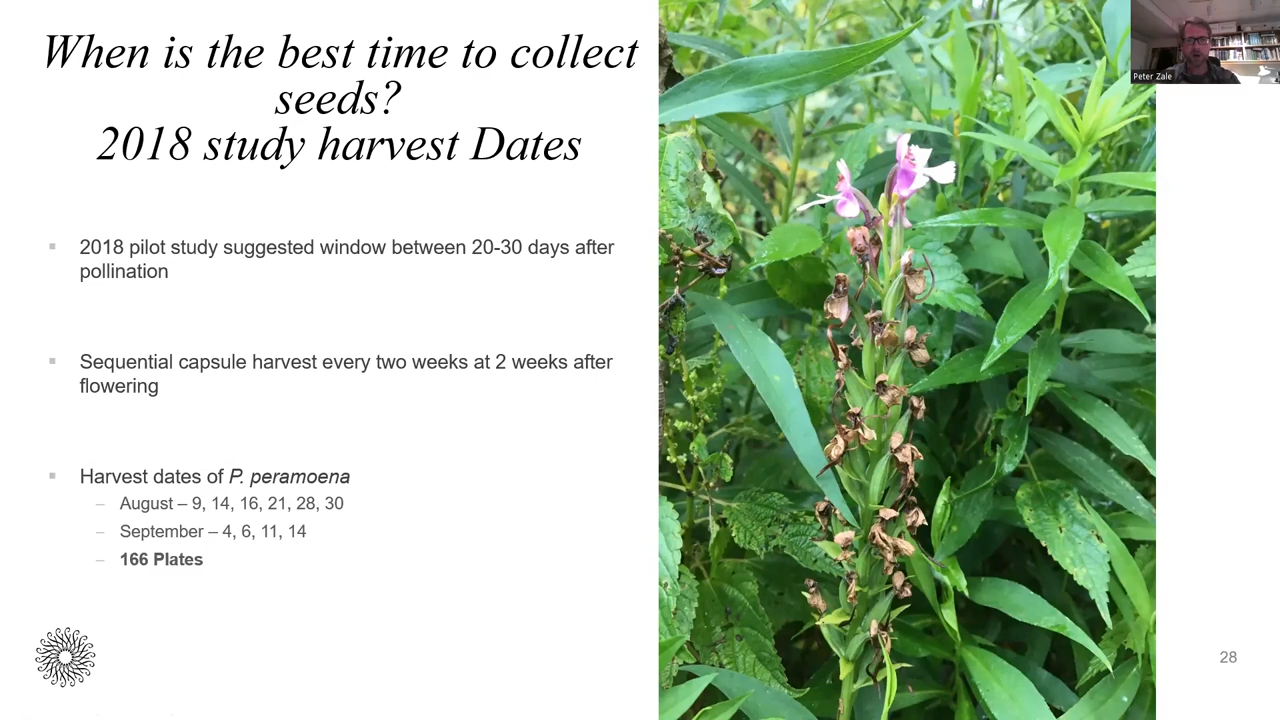 When is the best time to collect
seeds?
2018 study harvest Dates
Peter Zale
▪ 2018 pilot study suggested window between 20-30 days after
pollination
▪ Sequential capsule harvest every two weeks at 2 weeks after
flowering
▪ Harvest dates of P. peramoena
– August – 9, 14, 16, 21, 28, 30
– September – 4, 6, 11, 14
– 166 Plates
28